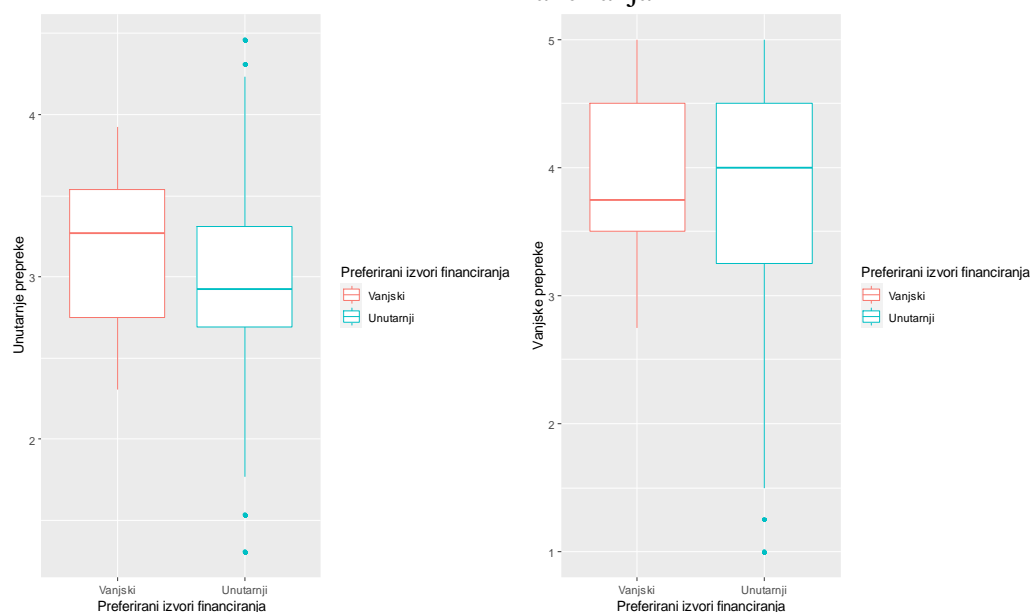 4
3
2
Unutarnje prepreke
Vanjski
Unutarnji
Preferirani izvori financiranja
Preferirani izvori financiranja
Vanjski
Unutarnji
5
4
3
2
1
Vanjske prepreke
Vanjski
Unutarnji
Preferirani izvori financiranja
Preferirani izvori financiranja
Vanjski
Unutarnji